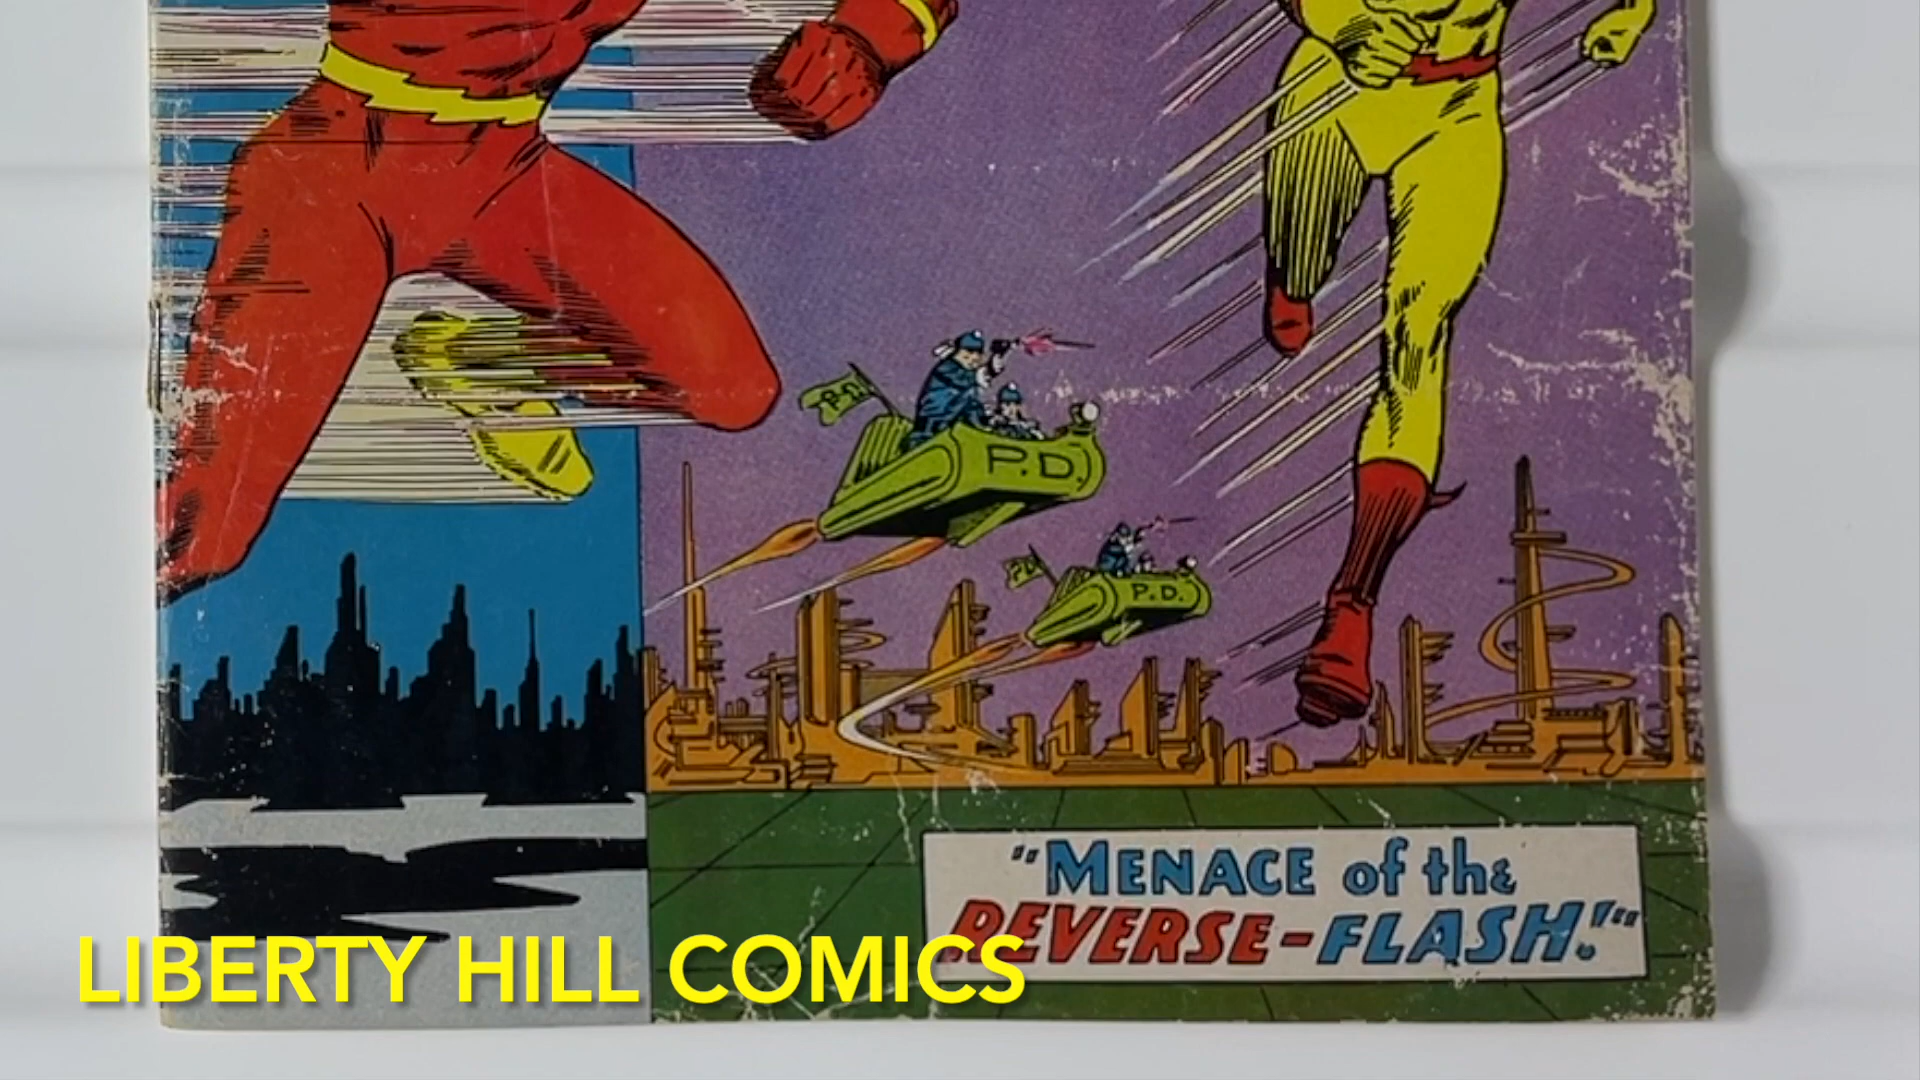 P.D.
P.D.
P.D.
"MENACE of the
REVERSE-FLASH!"
LIBERTY HILL COMICS